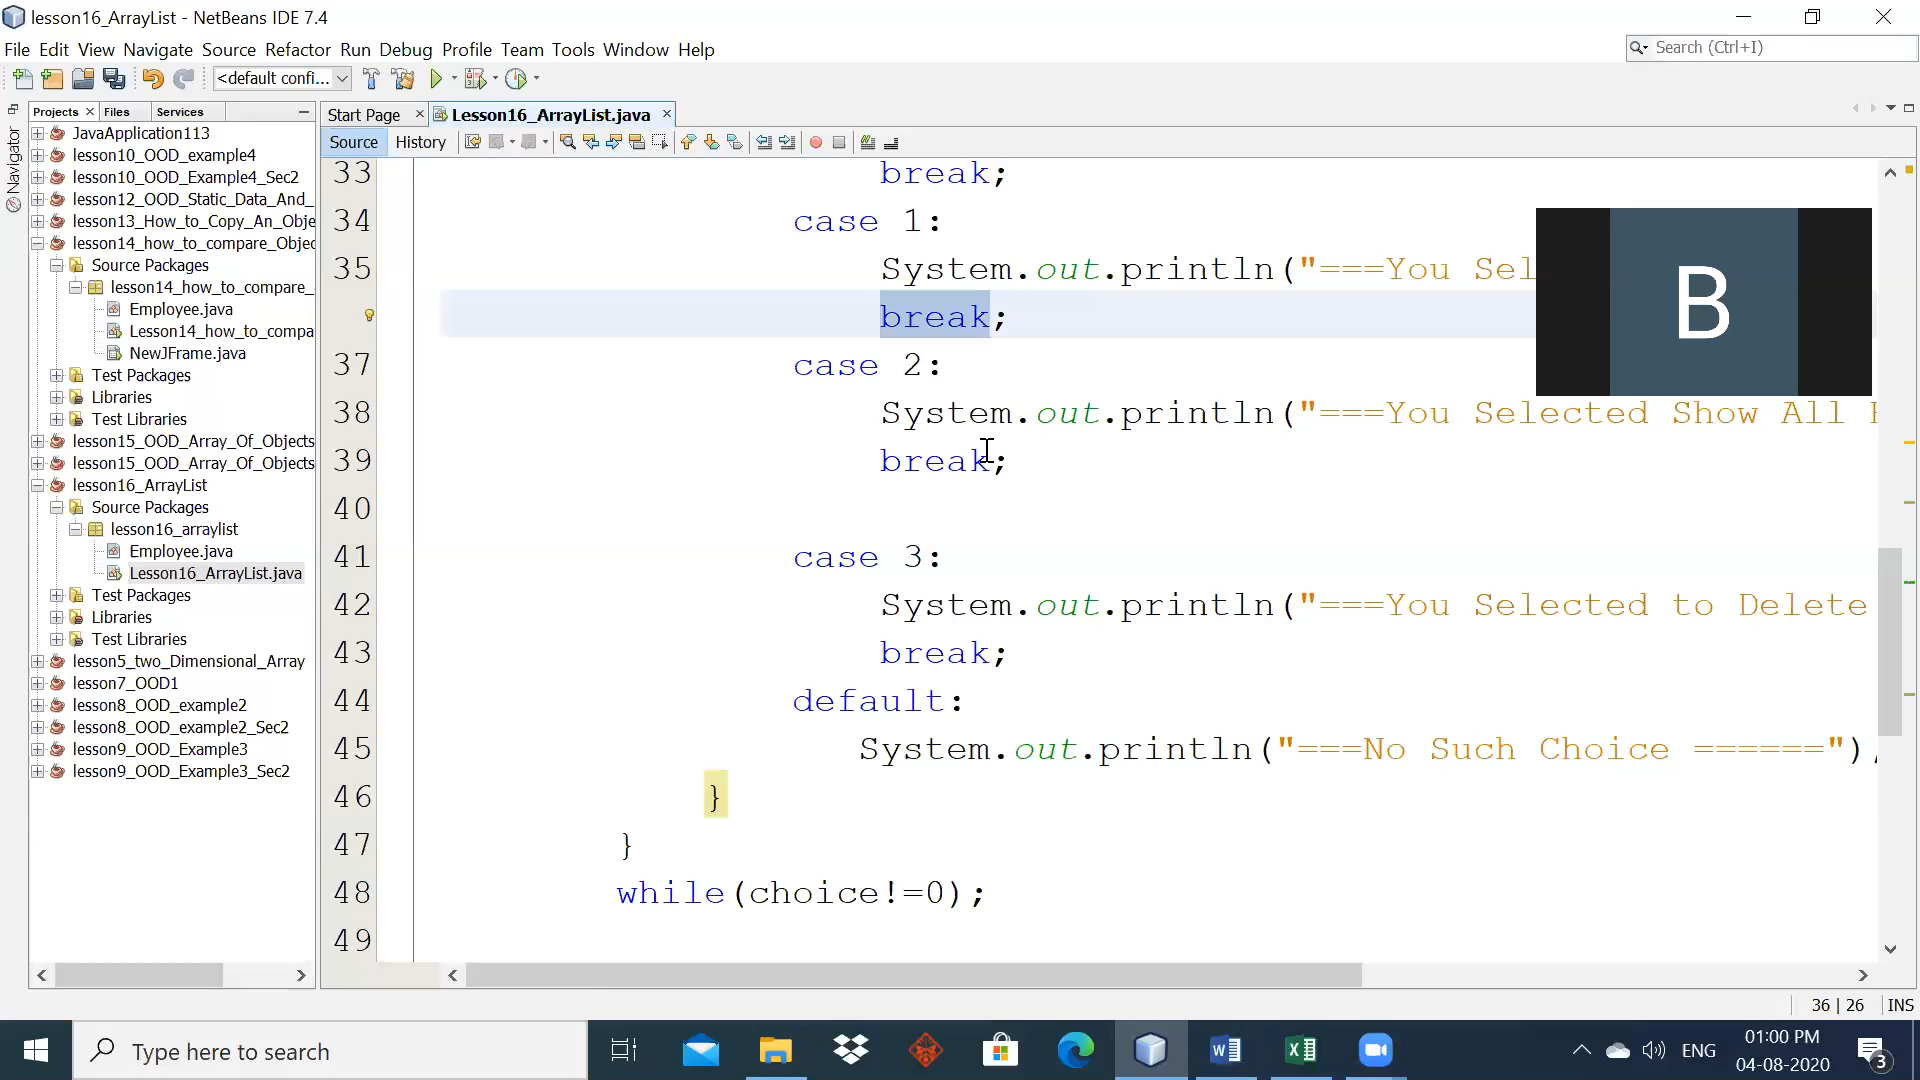 lesson16_ArrayList - NetBeans IDE 7.4
File Edit View Navigate Source Refactor Run Debug Profile Team Tools Window Help
Search (Ctrl+I)
<default confi...
Projects Files Services
Navigator
JavaApplication113
lesson10_OOD_example4
lesson10_OOD_Example4_Sec2
lesson12_OOD_Static_Data_And_
lesson13_How_to_Copy_An_Obje
lesson14_how_to_compare_Objec
Source Packages
lesson14_how_to_compare_
Employee.java
Lesson14_how_to_compa
NewJFrame.java
Test Packages
Libraries
Test Libraries
lesson15_OOD_Array_Of_Objects
lesson15_OOD_Array_Of_Objects
lesson16_ArrayList
Source Packages
lesson16_arraylist
Employee.java
Lesson16_ArrayList.java
Test Packages
Libraries
Test Libraries
lesson5_two_Dimensional_Array
lesson7_OOD1
lesson8_OOD_example2
lesson8_OOD_example2_Sec2
lesson9_OOD_Example3
lesson9_OOD_Example3_Sec2
Start Page Lesson16_ArrayList.java
Source History
33 break;
34 case 1:
35 System.out.println("===You Sel
break;
37 case 2:
38 System.out.println("===You Selected Show All
39 break;
40
41 case 3:
42 System.out.println("===You Selected to Delete
43 break;
44 default:
45 System.out.println("===No Such Choice ======");
46 }
47 }
48 while(choice!=0);
49
B
36 | 26 INS
Type here to search
ENG
01:00 PM
04-08-2020
3